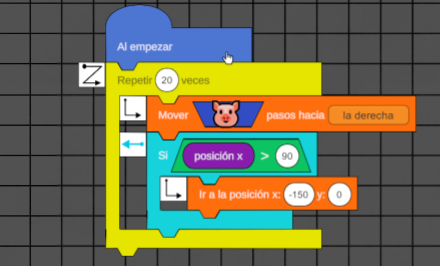 Al empezar
Repetir 20 veces
Mover pasos hacia la derecha
Si posición x > 90
Ir a la posición x: -150 y: 0